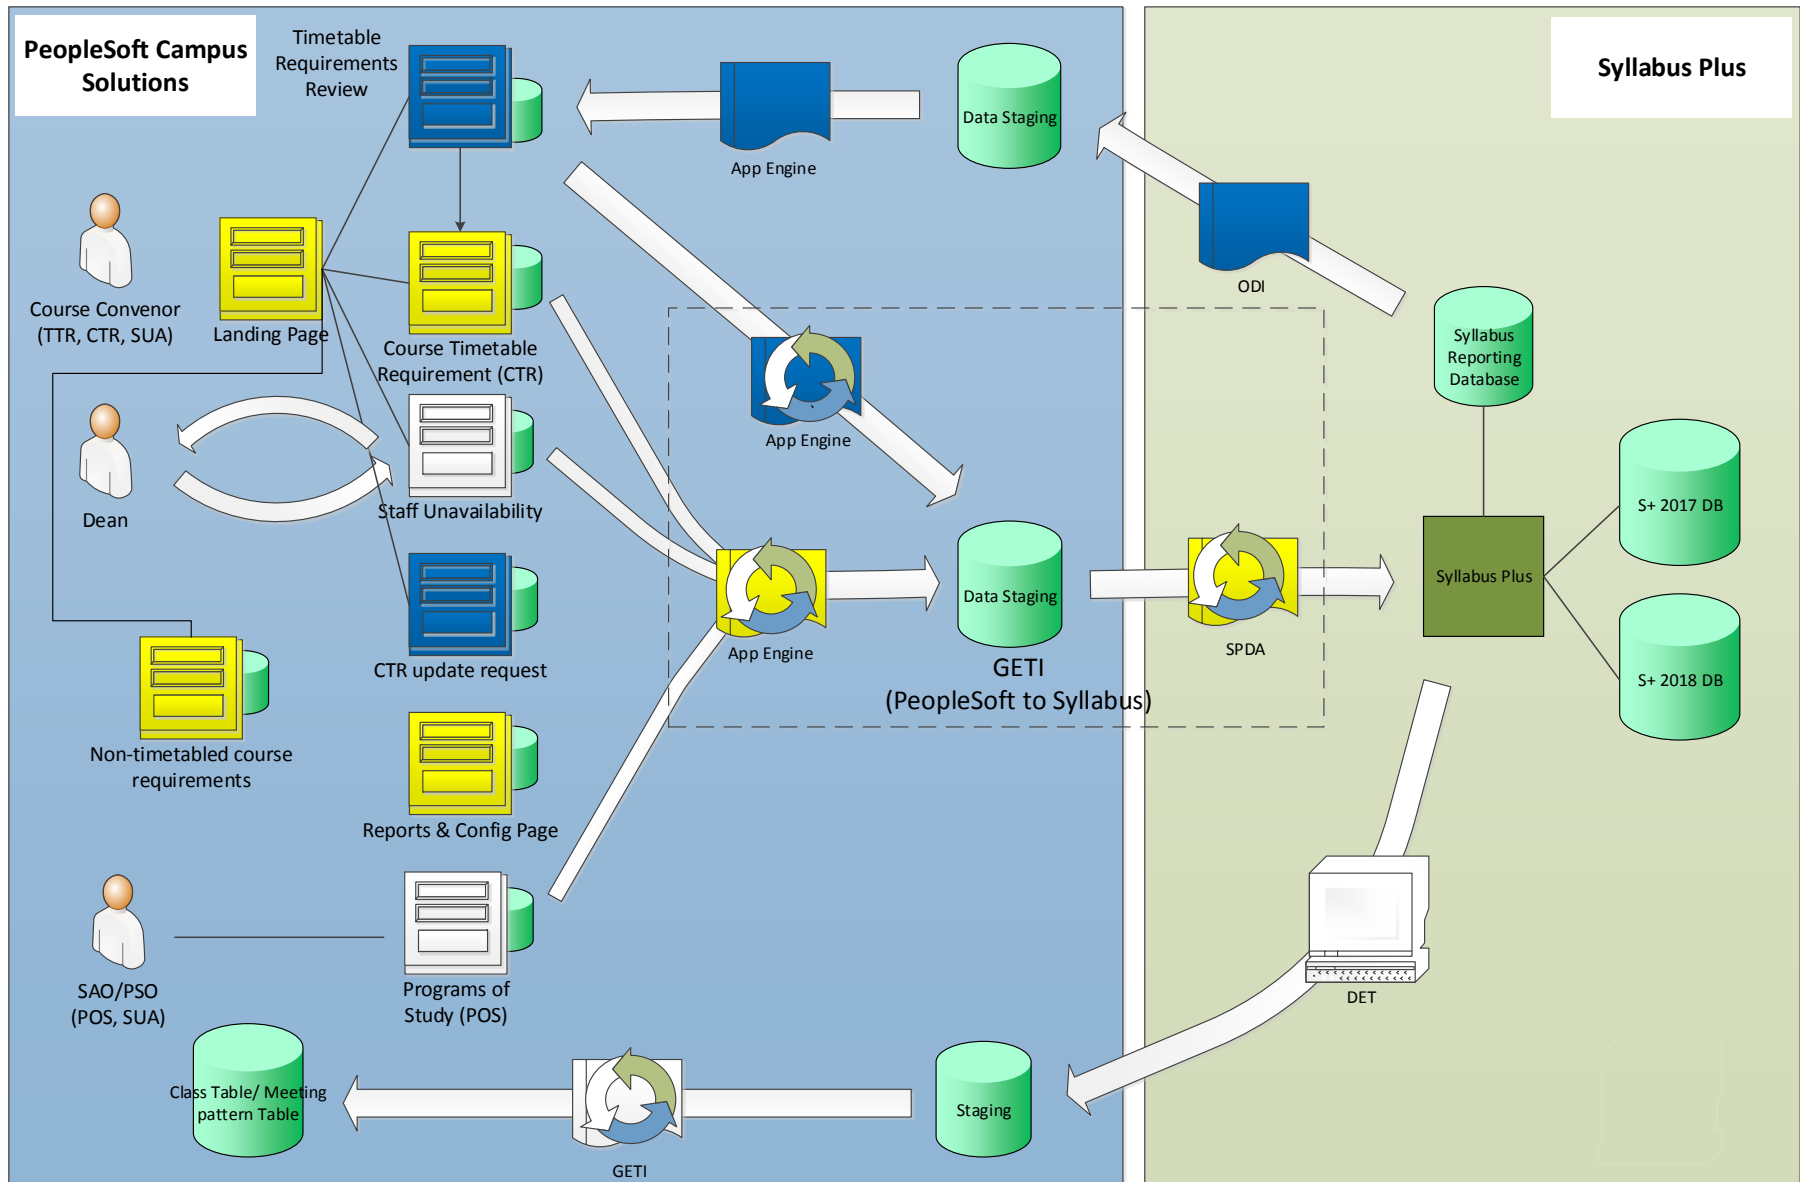 PeopleSoft Campus
Solutions
Timetable
Requirements
Review
App Engine
Data Staging
Syllabus Plus
Course Convenor
(TTR, CTR, SUA)
Landing Page
Course Timetable
Requirement (CTR)
ODI
Syllabus
Reporting
Database
App Engine
Dean
Staff Unavailability
S+ 2017 DB
App Engine
Data Staging
GETI
(PeopleSoft to Syllabus)
SPDA
Syllabus Plus
S+ 2018 DB
CTR update request
Non-timetabled course
requirements
Reports & Config Page
SAO/PSO
(POS, SUA)
Programs of
Study (POS)
DET
Class Table/ Meeting
pattern Table
GETI
Staging